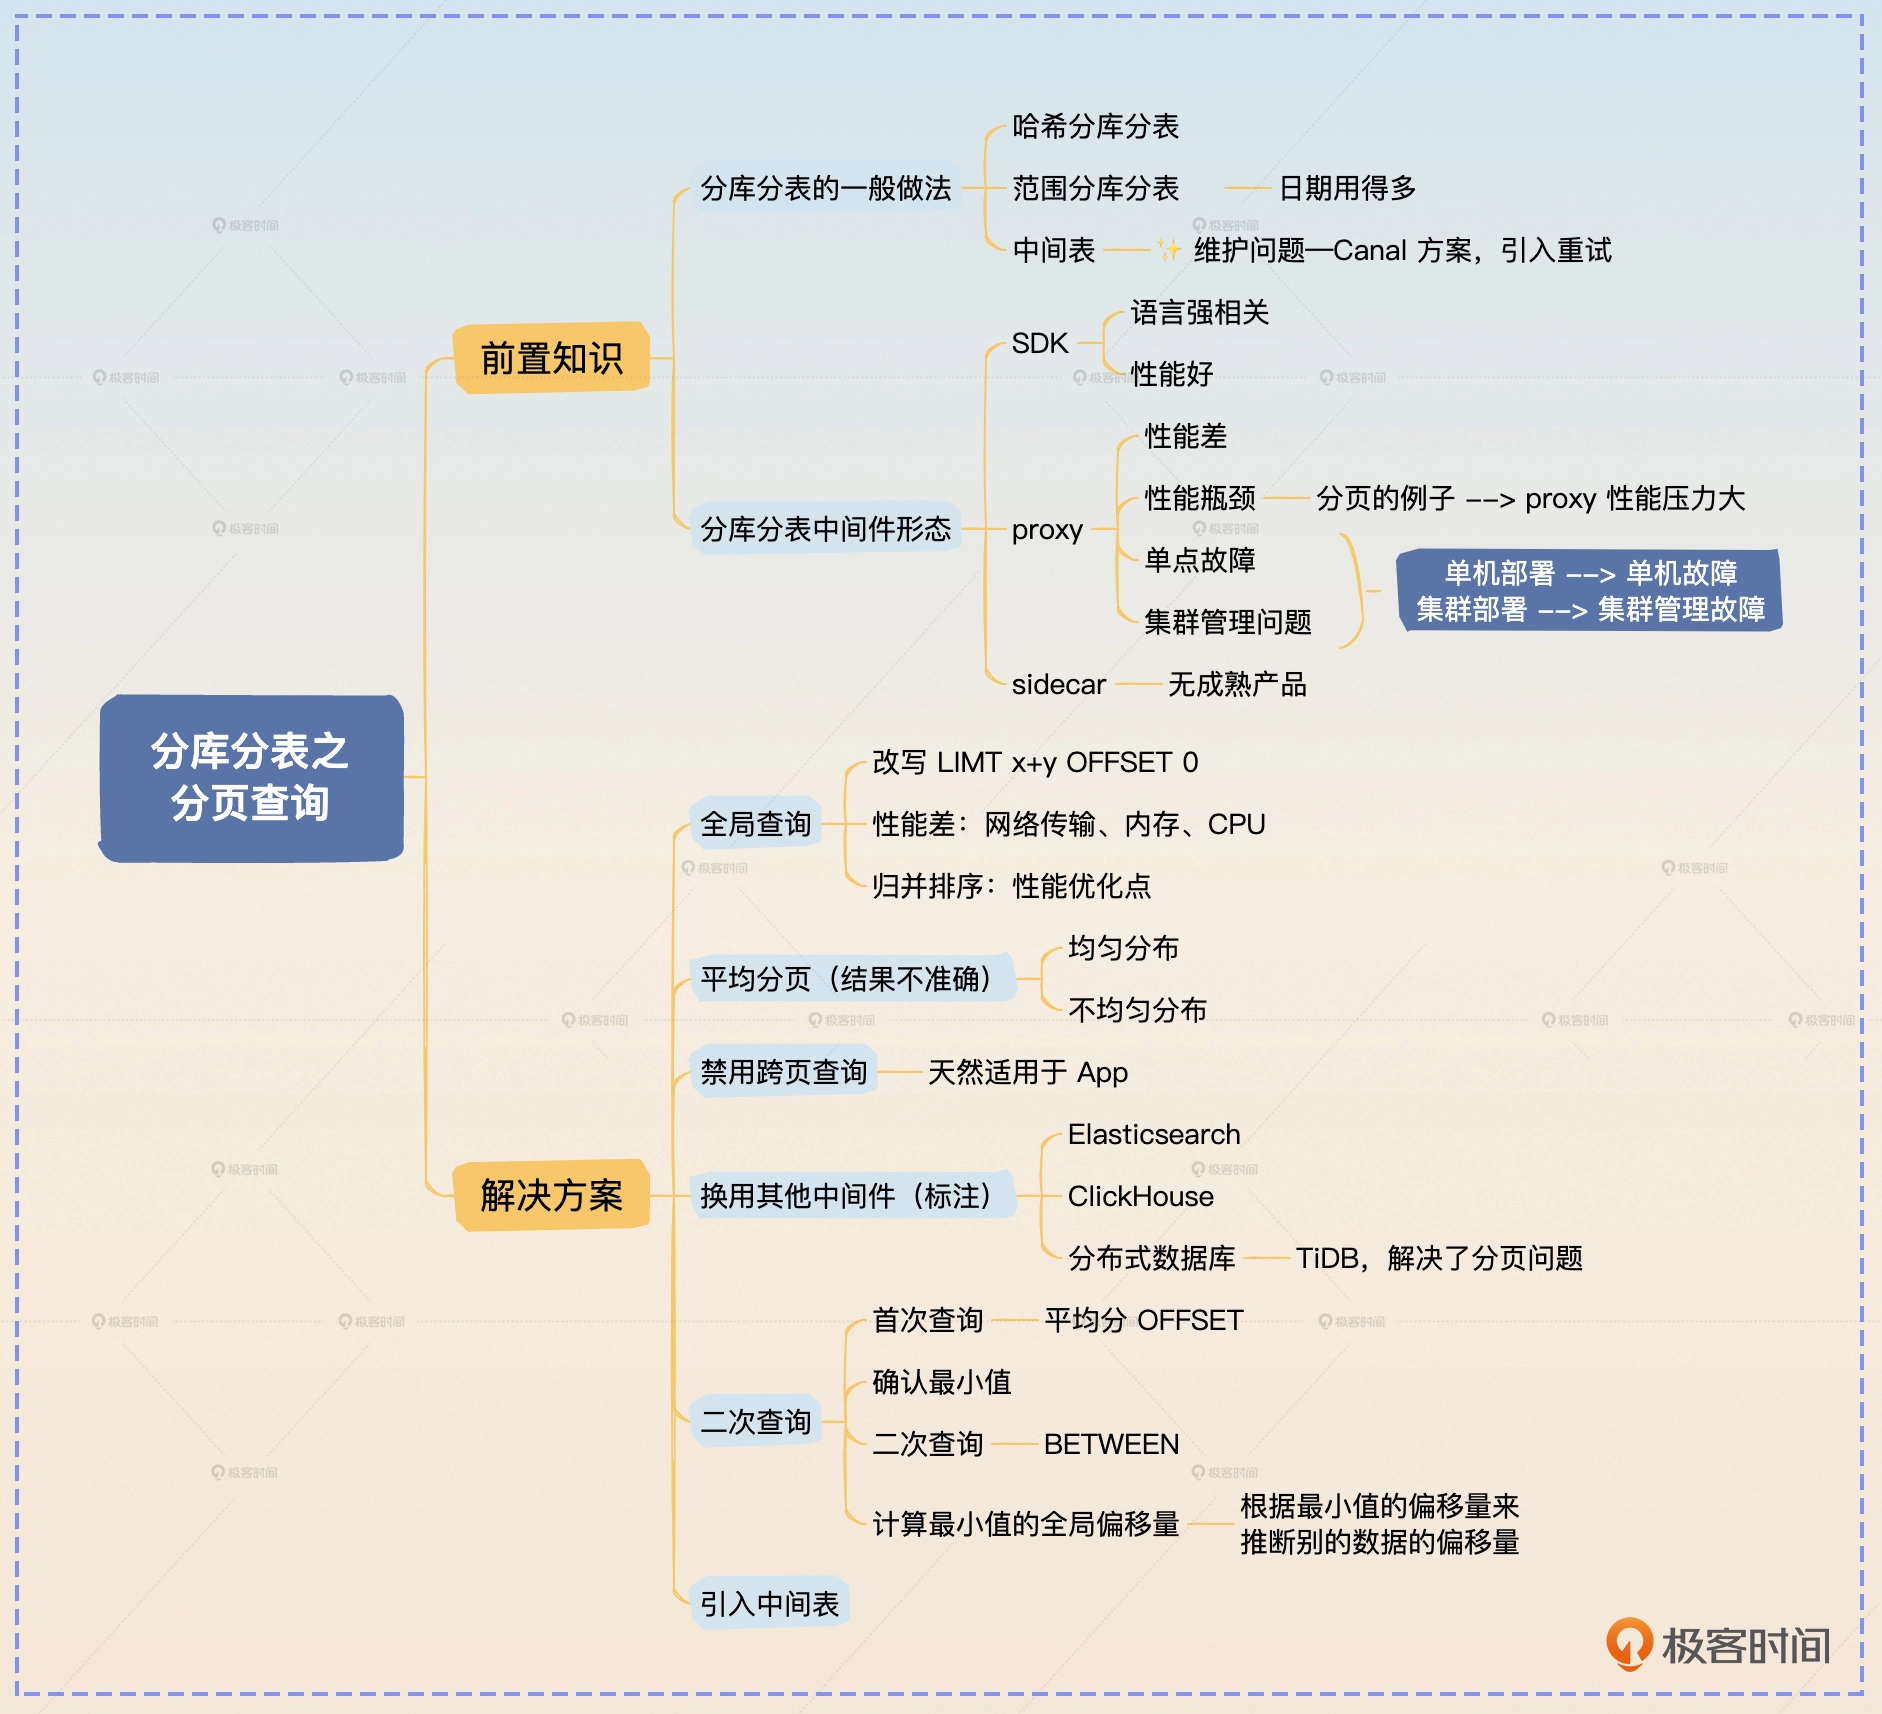 分库分表之
分页查询
前置知识
分库分表的一般做法
哈希分库分表
范围分库分表
日期用得多
中间表
✨ 维护问题—Canal 方案，引入重试
分库分表中间件形态
SDK
语言强相关
性能好
proxy
性能差
性能瓶颈
分页的例子 --> proxy 性能压力大
单点故障
集群管理问题
单机部署 --> 单机故障
集群部署 --> 集群管理故障
sidecar
无成熟产品
解决方案
全局查询
改写 LIMT x+y OFFSET 0
性能差：网络传输、内存、CPU
归并排序：性能优化点
平均分页（结果不准确）
均匀分布
不均匀分布
禁用跨页查询
天然适用于 App
换用其他中间件（标注）
Elasticsearch
ClickHouse
分布式数据库
TiDB，解决了分页问题
二次查询
首次查询
平均分 OFFSET
确认最小值
二次查询
BETWEEN
计算最小值的全局偏移量
根据最小值的偏移量来
推断别的数据的偏移量
引入中间表
极客时间